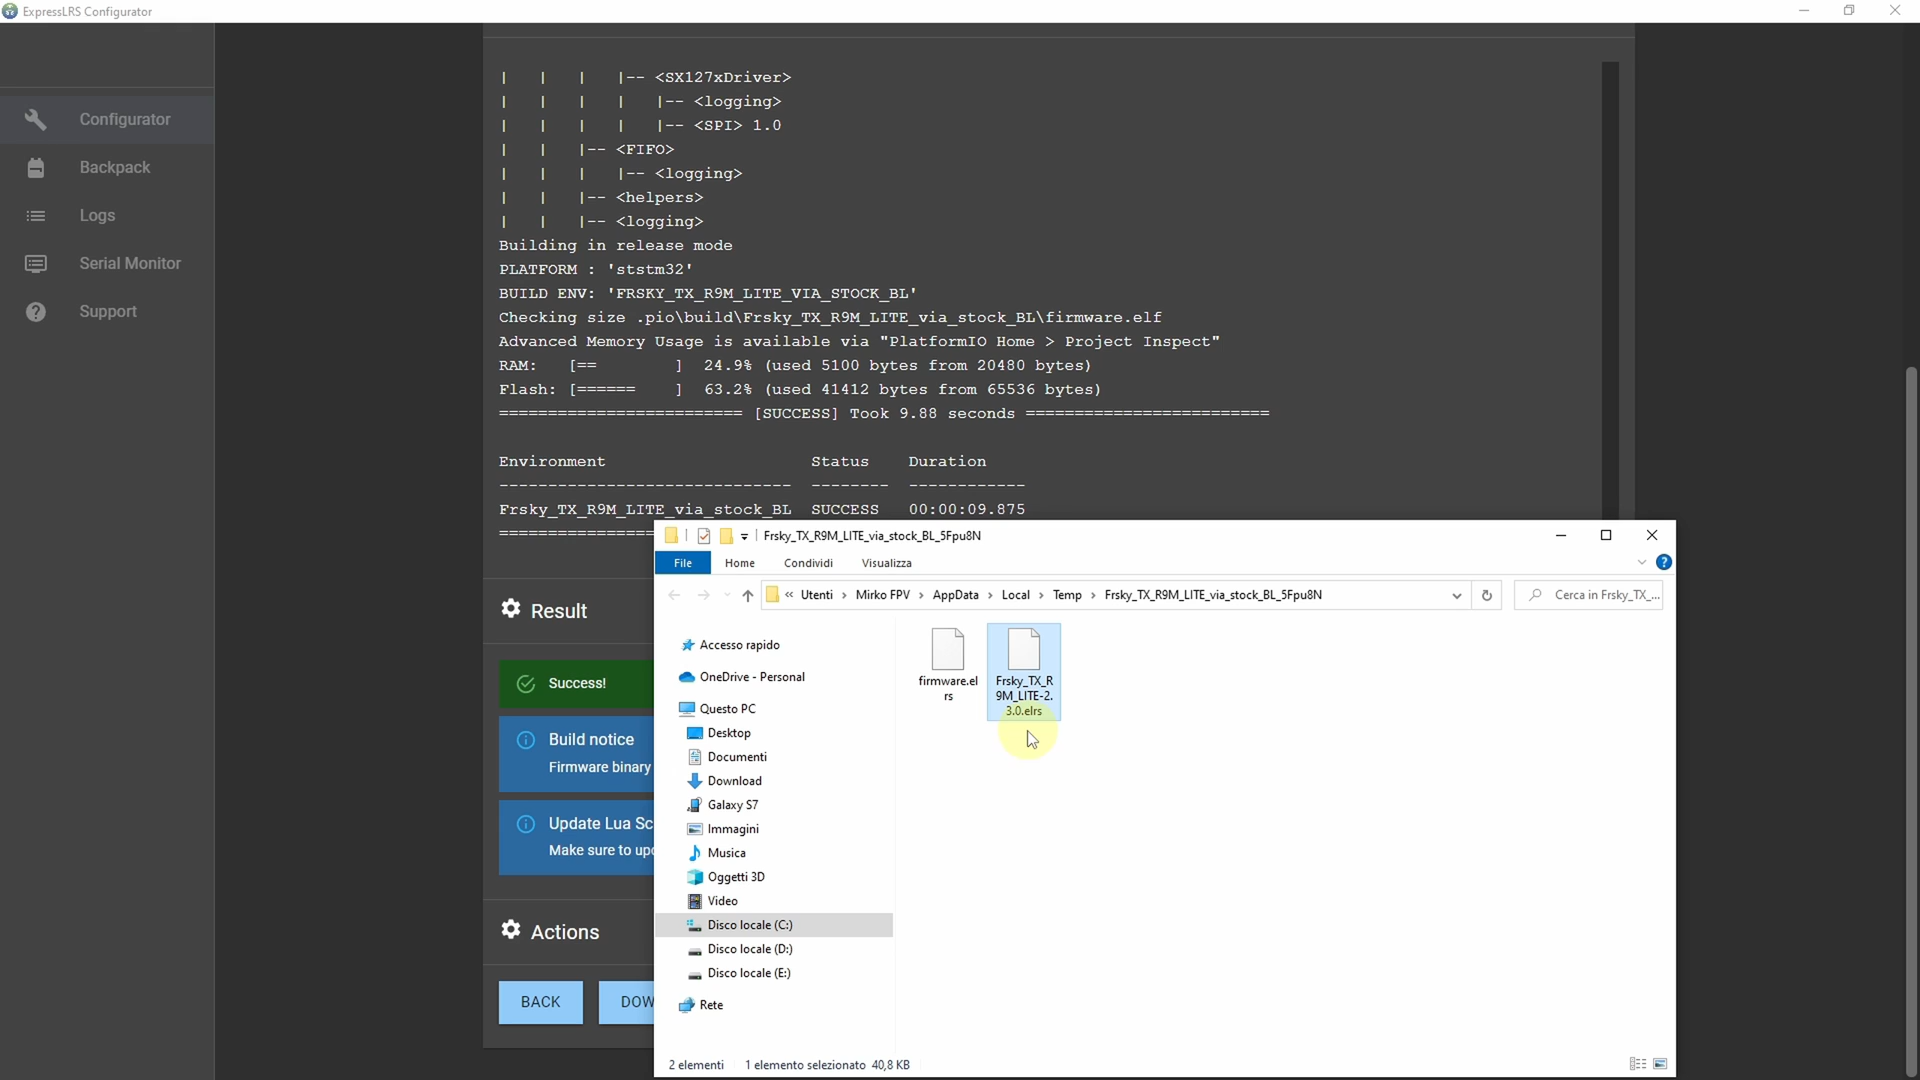 ExpressLRS Configurator
Configurator
Backpack
Logs
Serial Monitor
Support
| | | |-- <SX127xDriver>
| | | | |-- <logging>
| | | | |-- <SPI> 1.0
| | |-- <FIFO>
| | | |-- <logging>
| | |-- <helpers>
| | |-- <logging>
Building in release mode
PLATFORM : 'ststm32'
BUILD ENV: 'FRSKY_TX_R9M_LITE_VIA_STOCK_BL'
Checking size .pio\build\Frsky_TX_R9M_LITE_via_stock_BL\firmware.elf
Advanced Memory Usage is available via "PlatformIO Home > Project Inspect"
RAM: [== ] 24.9% (used 5100 bytes from 20480 bytes)
Flash: [====== ] 63.2% (used 41412 bytes from 65536 bytes)
========================= [SUCCESS] Took 9.88 seconds =========================
Environment Status Duration
------------------------------ -------- ------------
Frsky_TX_R9M_LITE_via_stock_BL SUCCESS 00:00:09.875
Result
Success!
Build notice
Firmware binary
Update Lua Sc
Make sure to upd
Actions
BACK
DOW
Frsky_TX_R9M_LITE_via_stock_BL_5Fpu8N
File Home Condividi Visualizza
« Utenti › Mirko FPV › AppData › Local › Temp › Frsky_TX_R9M_LITE_via_stock_BL_5Fpu8N
Cerca in Frsky_TX_...
Accesso rapido
OneDrive - Personal
Questo PC
Desktop
Documenti
Download
Galaxy S7
Immagini
Musica
Oggetti 3D
Video
Disco locale (C:)
Disco locale (D:)
Disco locale (E:)
Rete
firmware.el
rs
Frsky_TX_R
9M_LITE-2.
3.0.elrs
2 elementi 1 elemento selezionato 40,8 KB